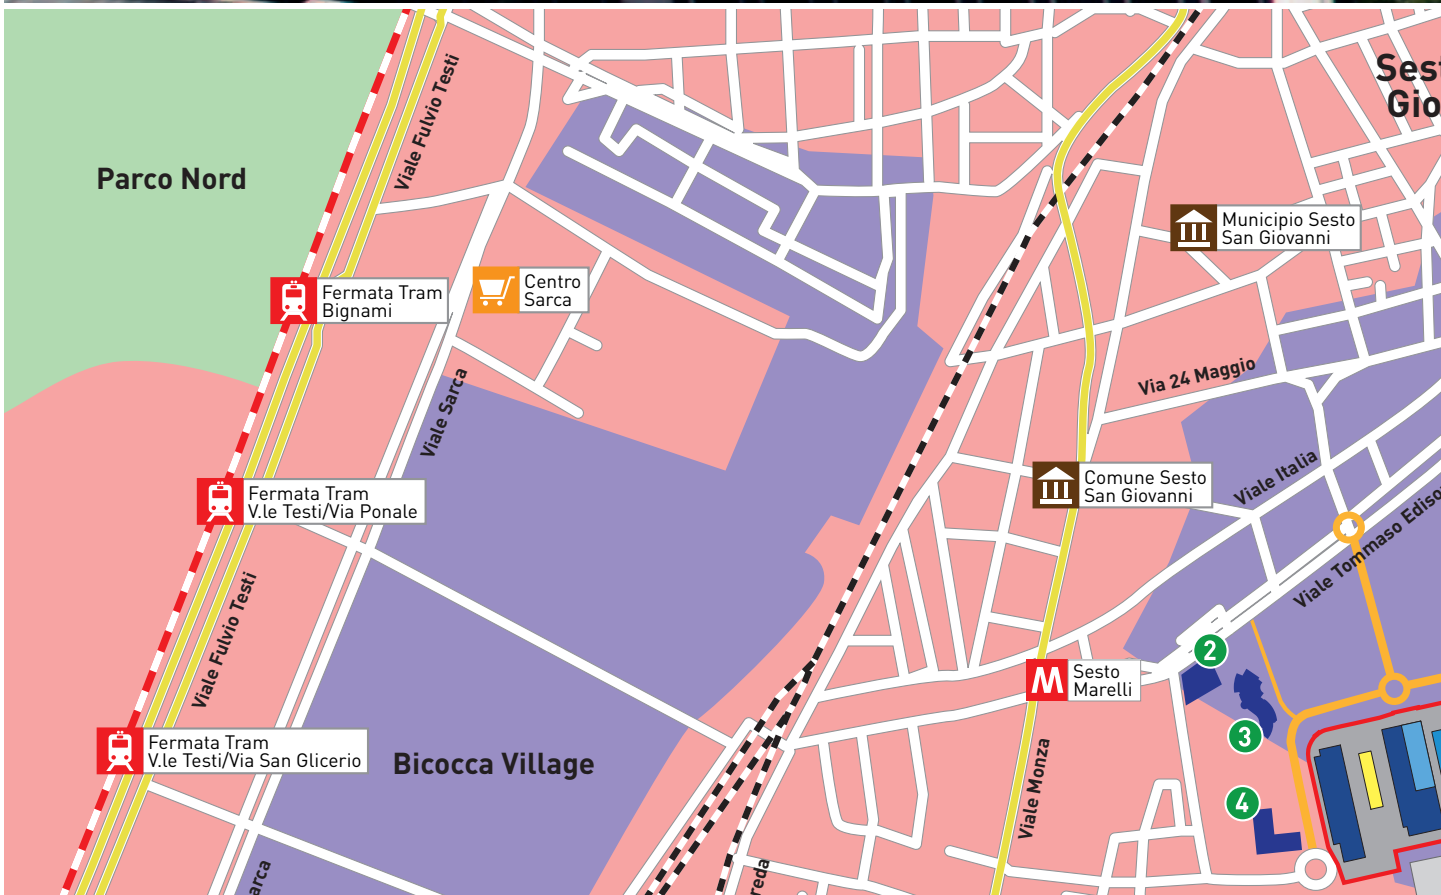 Viale Fulvio Testi
Parco Nord
Municipio Sesto
San Giovanni
Fermata Tram
Bignami
Centro
Sarca
Via 24 Maggio
Viale Sarca
Fermata Tram
V.le Testi/Via Ponale
Comune Sesto
San Giovanni
Viale Italia
Viale Tommaso
Viale Fulvio Testi
2
M
Sesto
Marelli
3
Fermata Tram
V.le Testi/Via San Glicerio
Bicocca Village
Viale Monza
4